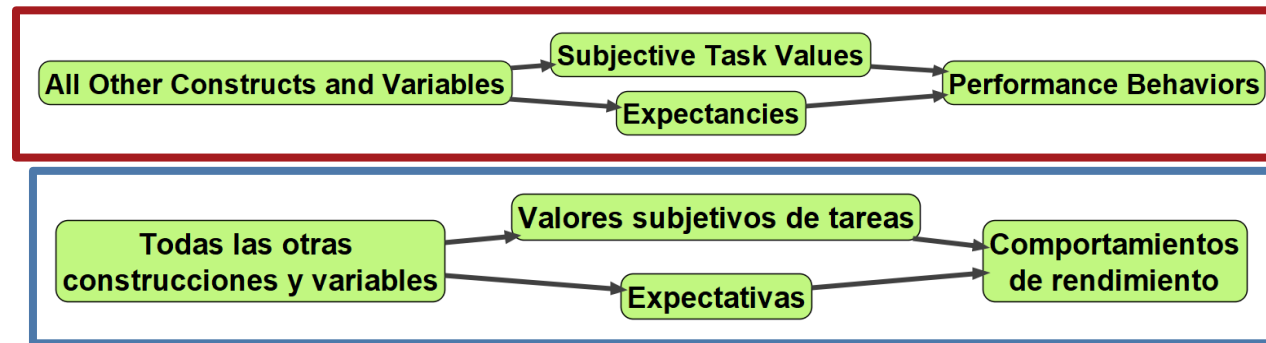 Subjective Task Values
All Other Constructs and Variables
Performance Behaviors
Expectancies
Valores subjetivos de tareas
Todas las otras
construcciones y variables
Comportamientos
de rendimiento
Expectativas